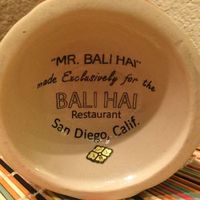 "MR. BALI HAI"
made Exclusively for the
BALI HAI
Restaurant
San Diego, Calif.